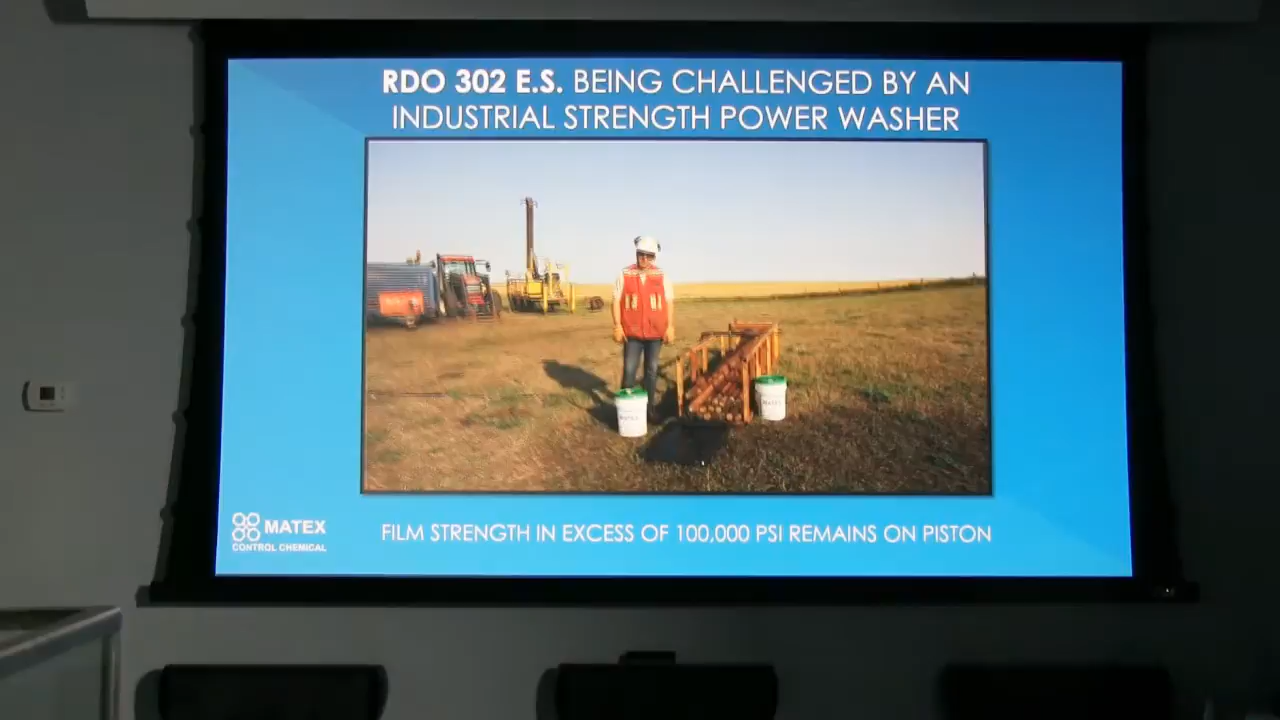 RDO 302 E.S. BEING CHALLENGED BY AN
INDUSTRIAL STRENGTH POWER WASHER
MATEX
CONTROL CHEMICAL
FILM STRENGTH IN EXCESS OF 100,000 PSI REMAINS ON PISTON